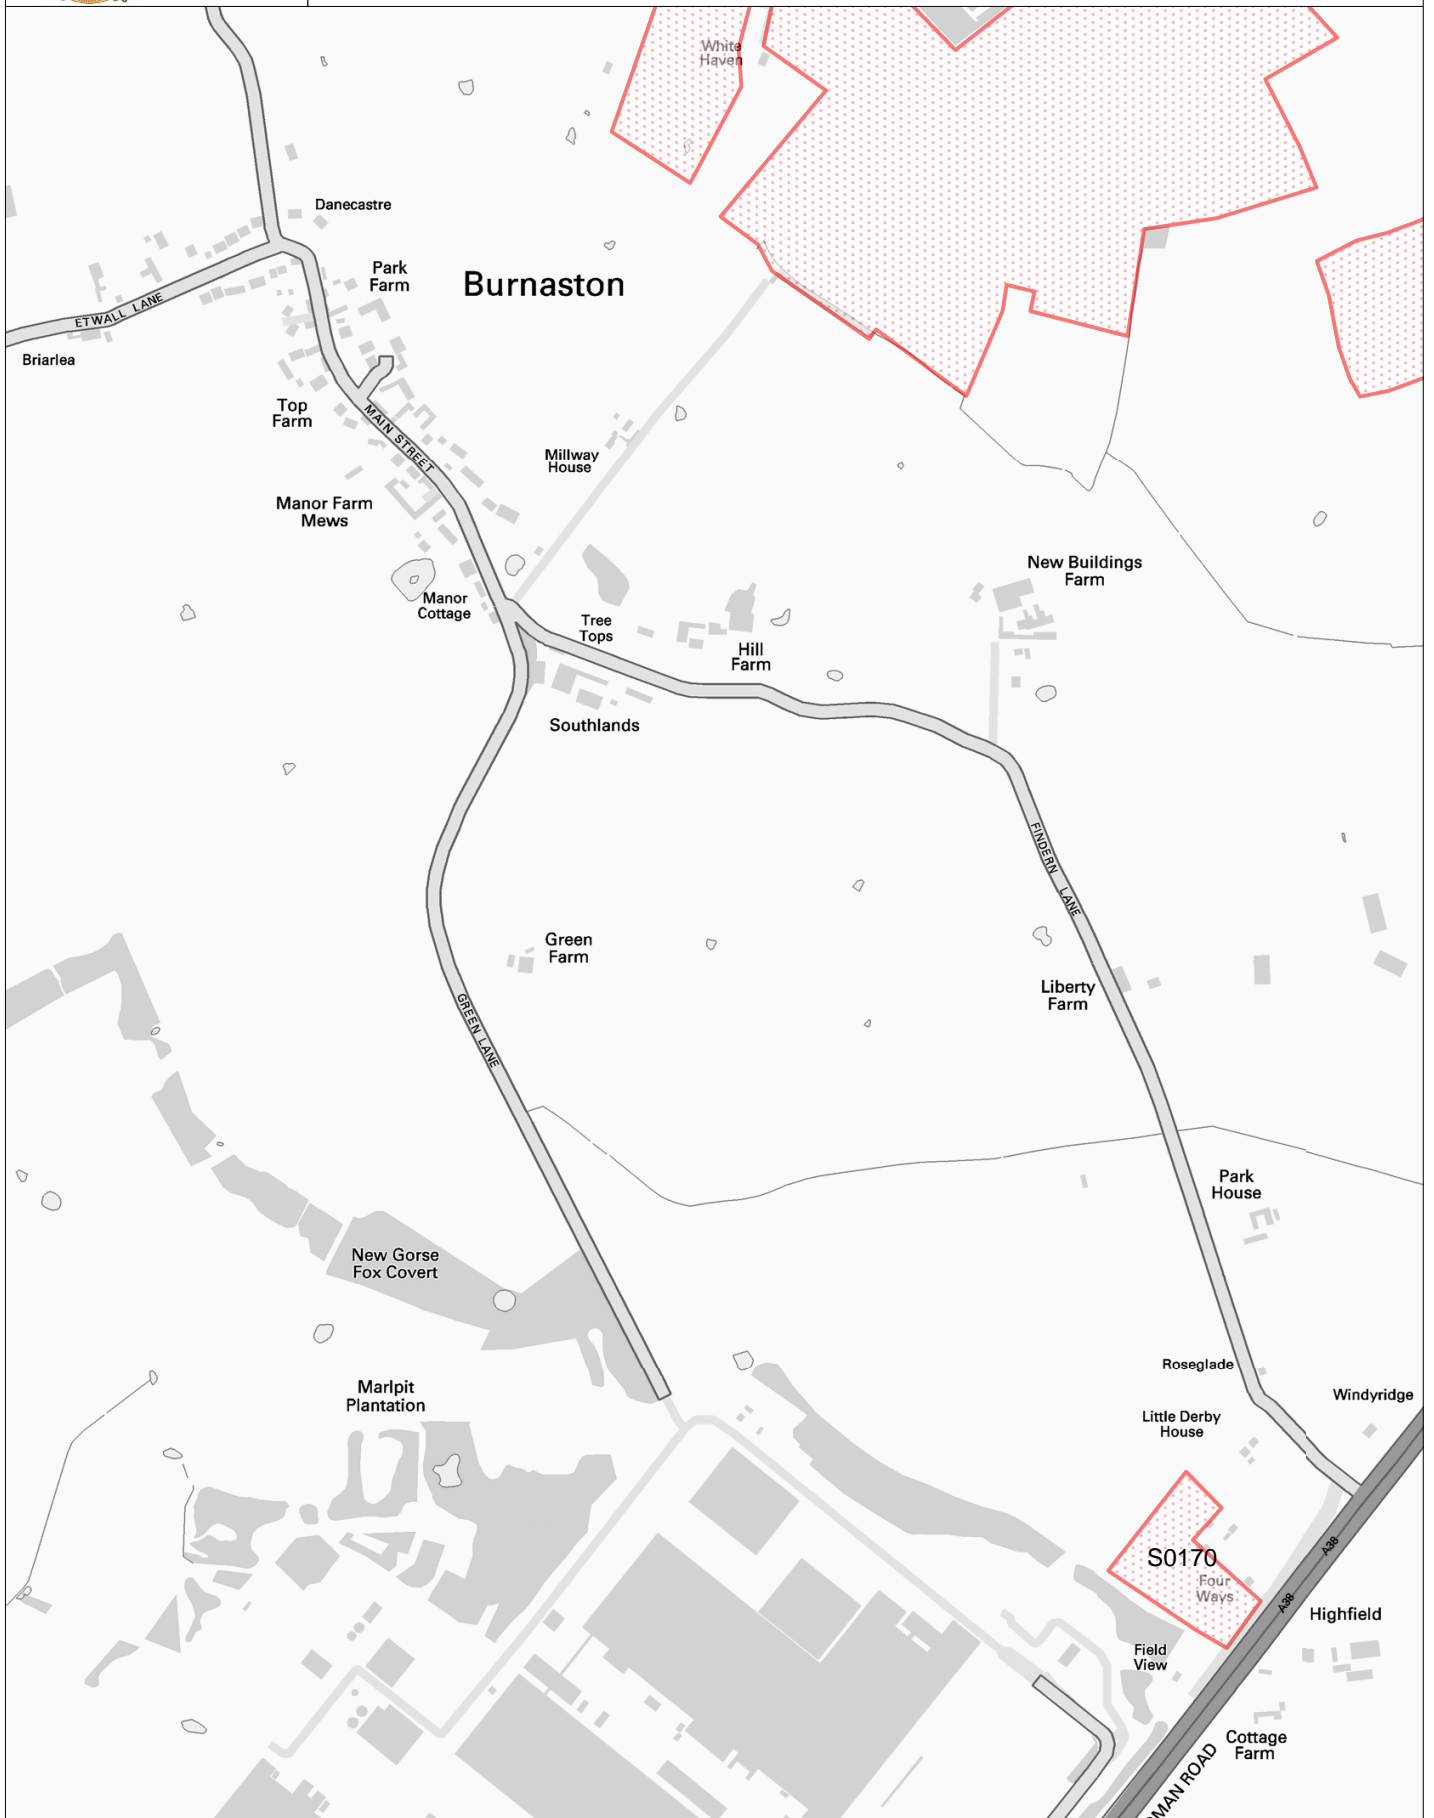 White
Haven
Danecastre
Park
Farm
Burnaston
ETWALL LANE
Briarlea
Top
Farm
MAIN STREET
Millway
House
Manor Farm
Mews
New Buildings
Farm
Manor
Cottage
Tree
Tops
Hill
Farm
Southlands
FINDERN LANE
Green
Farm
Liberty
Farm
GREEN LANE
Park
House
New Gorse
Fox Covert
Roseglade
Windyridge
Marlpit
Plantation
Little Derby
House
A38
S0170
Four
Ways
A38
Highfield
Field
View
Cottage
Farm
MAN ROAD